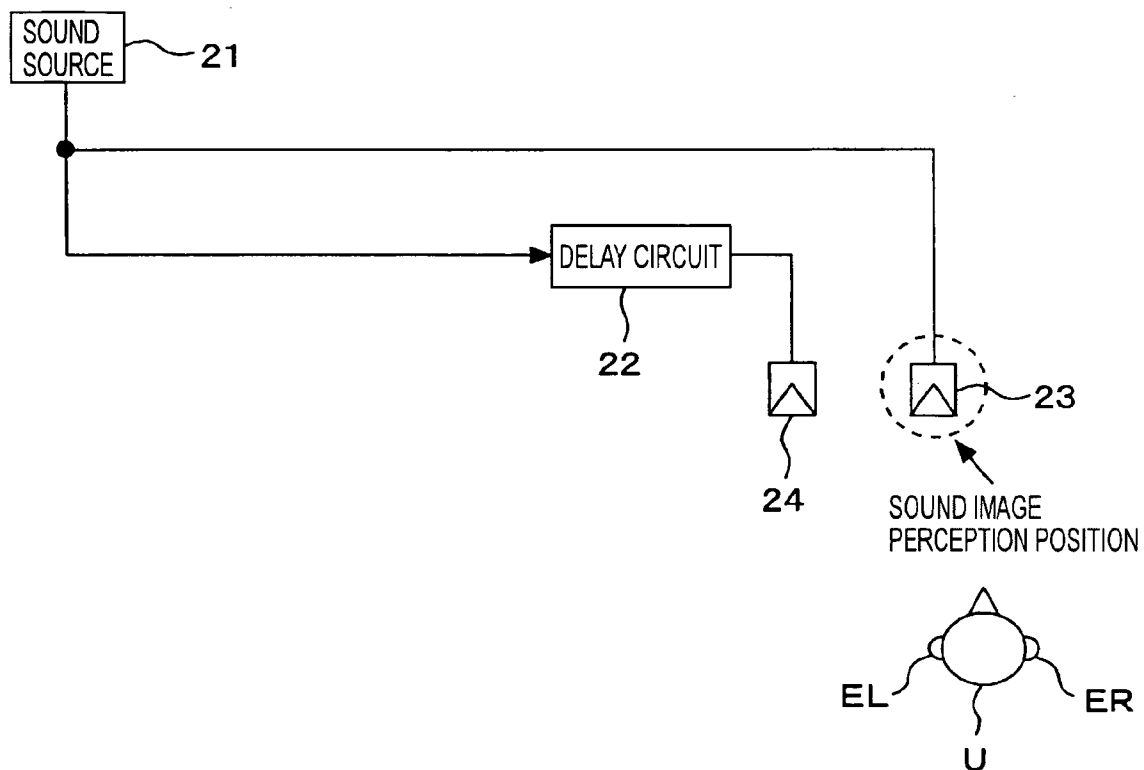 SOUND
SOURCE
21
DELAY CIRCUIT
22
23
24
SOUND IMAGE
PERCEPTION POSITION
EL
ER
U